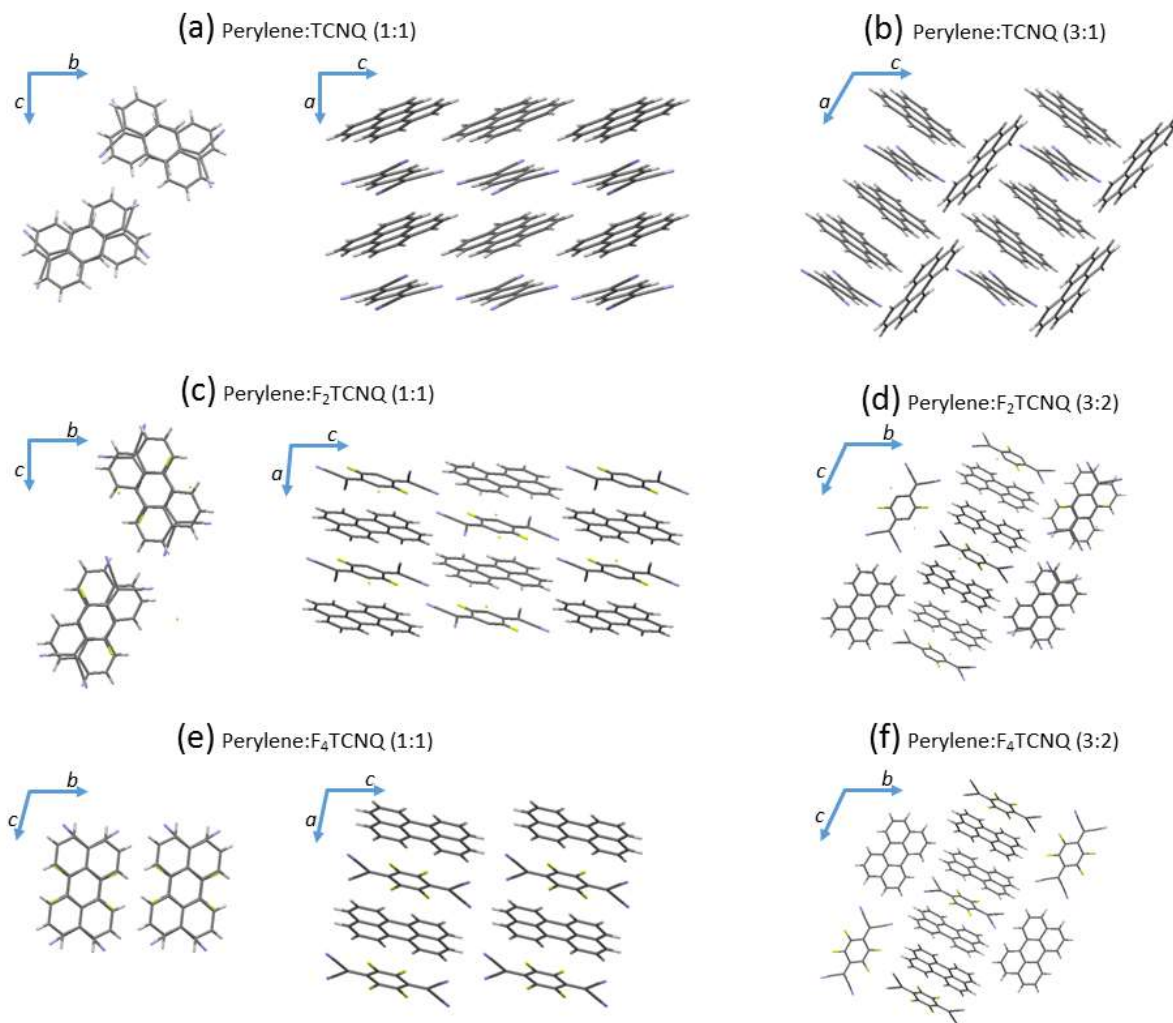 (a) Perylene:TCNQ (1:1)
b
c
c
a
(b) Perylene:TCNQ (3:1)
c
a
(c) Perylene:F₂TCNQ (1:1)
b
c
c
a
(d) Perylene:F₂TCNQ (3:2)
b
c
(e) Perylene:F₄TCNQ (1:1)
b
c
c
a
(f) Perylene:F₄TCNQ (3:2)
b
c